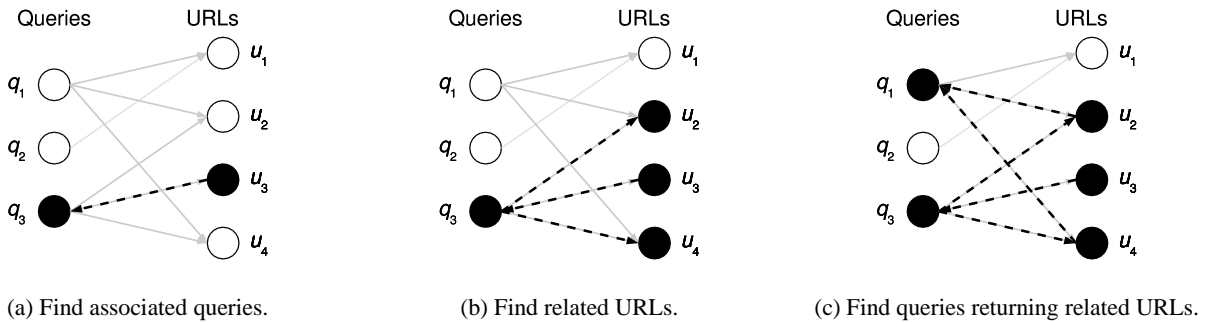 Queries URLs
u1
q1
u2
q2
u3
q3
u4
(a) Find associated queries.
Queries URLs
u1
q1
u2
q2
u3
q3
u4
(b) Find related URLs.
Queries URLs
u1
q1
u2
q2
u3
q3
u4
(c) Find queries returning related URLs.